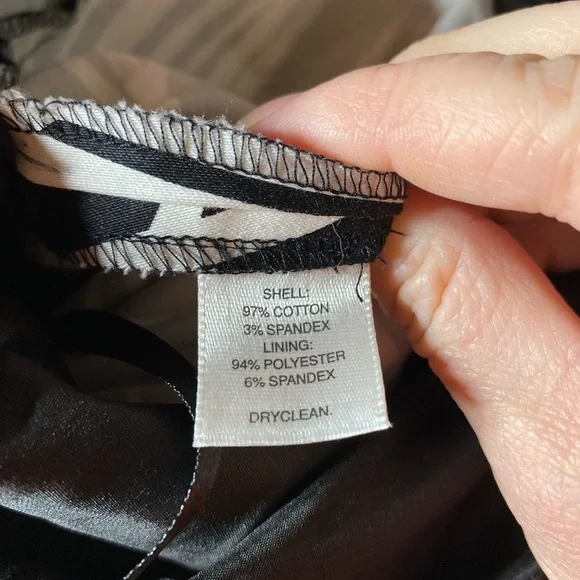 SHELL:
97% COTTON
3% SPANDEX
LINING:
94% POLYESTER
6% SPANDEX
DRYCLEAN.